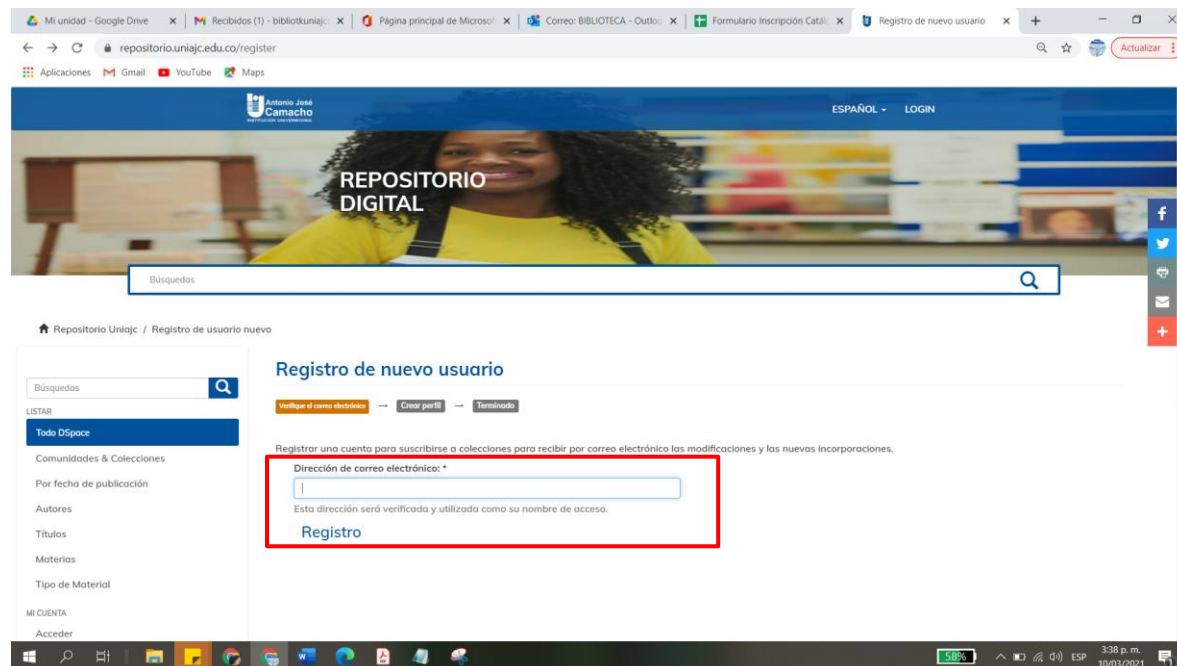 Mi unidad - Google Drive
Recibidos (1) - bibliotkuniajc
Página principal de Microsof
Correo: BIBLIOTECA - Outloo
Formulario Inscripción Catálo
Registro de nuevo usuario
repositorio.uniajc.edu.co/register
Actualizar
Aplicaciones
Gmail
YouTube
Maps
Antonio José
Camacho
INSTITUCIÓN UNIVERSITARIA
ESPAÑOL
LOGIN
REPOSITORIO
DIGITAL
Búsquedas
Repositorio Uniajc / Registro de usuario nuevo
Búsquedas
LISTAR
Todo DSpace
Comunidades & Colecciones
Por fecha de publicación
Autores
Títulos
Materias
Tipo de Material
MI CUENTA
Acceder
Registro de nuevo usuario
Verifique el correo electrónico → Crear perfil → Terminado
Registrar una cuenta para suscribirse a colecciones para recibir por correo electrónico las modificaciones y las nuevas incorporaciones.
Dirección de correo electrónico: *
Esta dirección será verificada y utilizada como su nombre de acceso.
Registro
58%
ESP
3:38 p. m.
10/03/2021